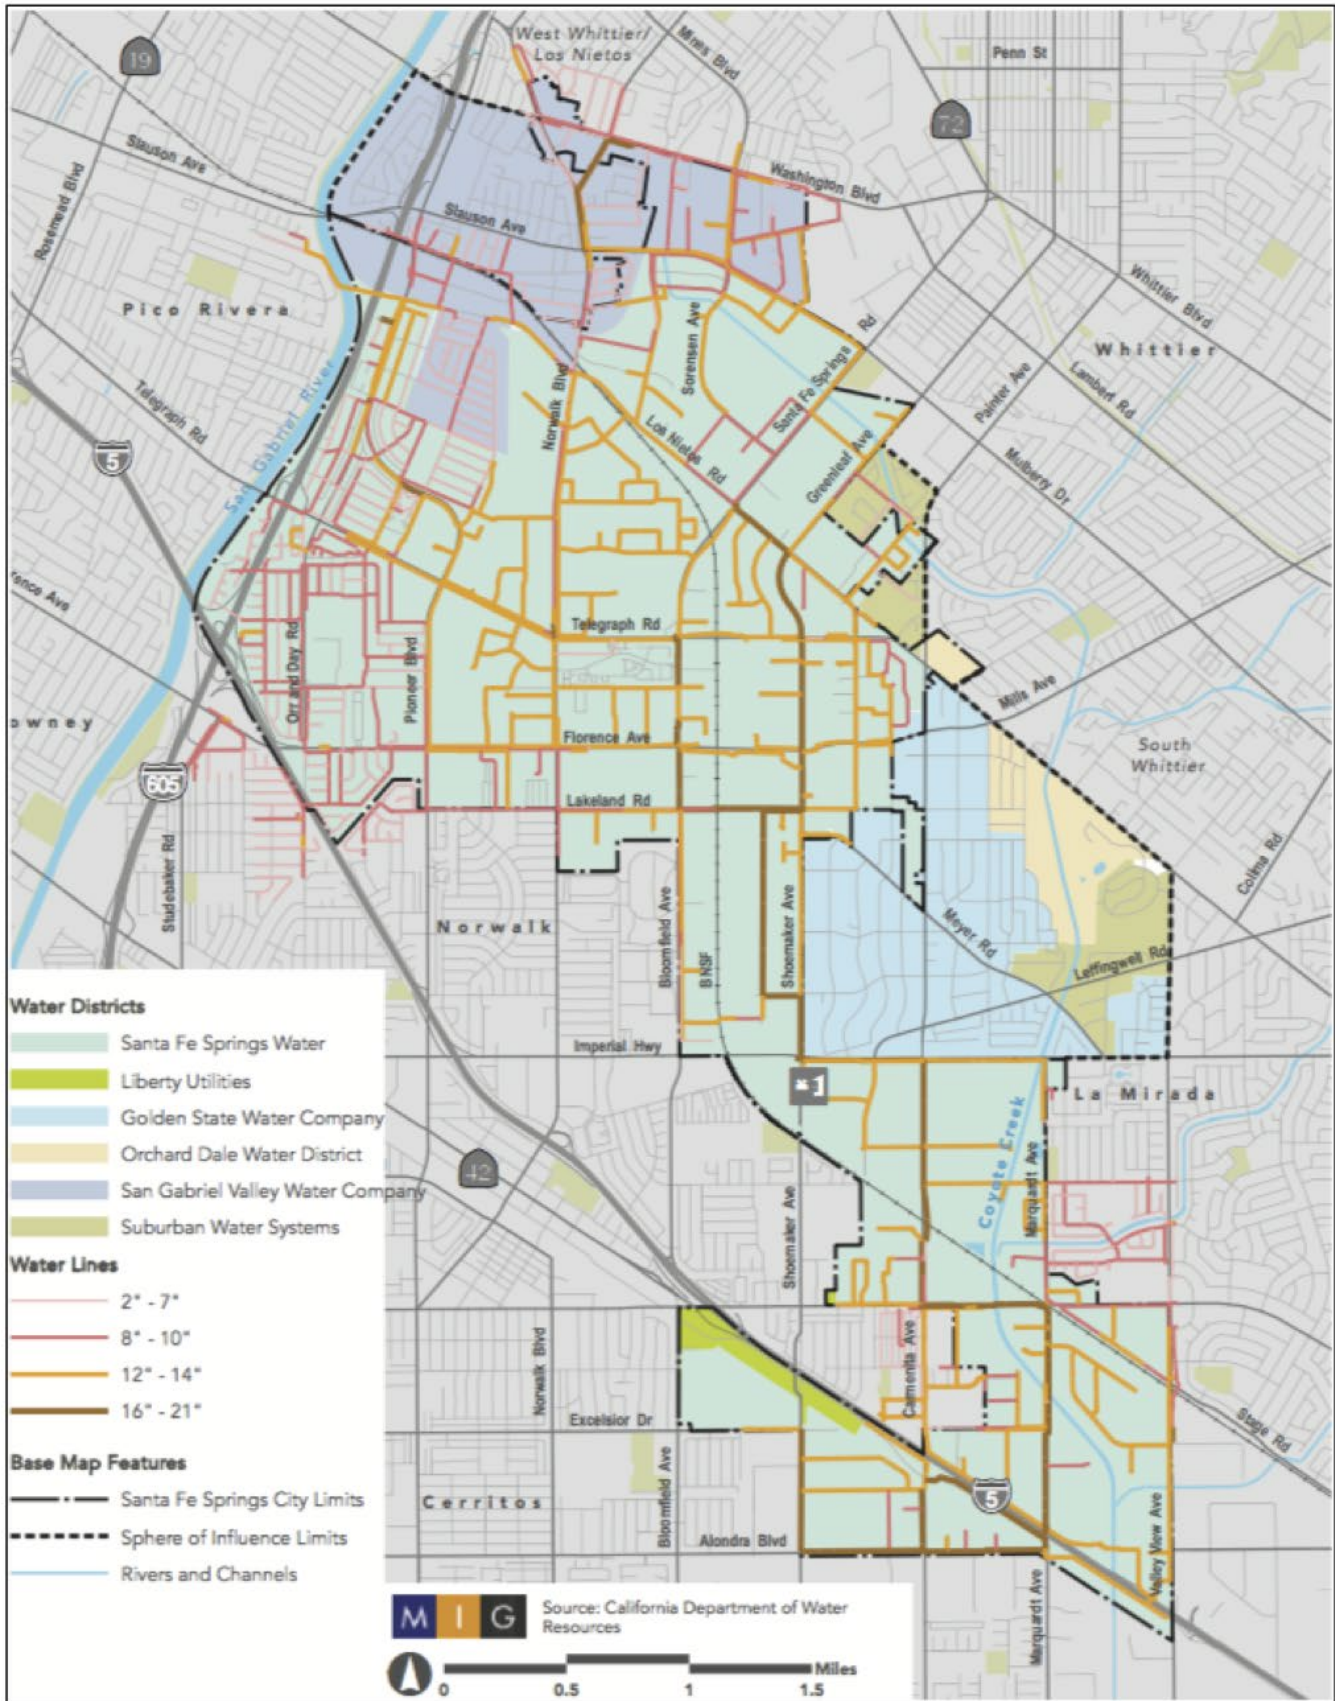 West Whittier/
Los Nietos
Mines Blvd
Penn St
19
72
Slauson Ave
Rosemead Blvd
Washington Blvd
Slauson Ave
Whittier Blvd
Pico Rivera
Sorensen Ave
Santa Fe Springs Rd
Whittier
Painter Ave
Lambert Rd
Telegraph Rd
San Gabriel River
Norwalk Blvd
Los Nietos Rd
Greenleaf Ave
Mulberry Dr
5
Telegraph Rd
Orr and Day Rd
Pioneer Blvd
Mills Ave
owney
Florence Ave
South
Whittier
605
Lakeland Rd
Studebaker Rd
Norwalk
Bloomfield Ave
BNSF
Shoemaker Ave
Meyer Rd
Colima Rd
Leffingwell Rd
Imperial Hwy
*1
La Mirada
42
Coyote Creek
Marquardt Ave
Shoemaker Ave
Norwalk Blvd
Carmenita Ave
Excelsior Dr
Stage Rd
Bloomfield Ave
Cerritos
5
Alondra Blvd
Valley View Ave
Marquardt Ave
Water Districts
Santa Fe Springs Water
Liberty Utilities
Golden State Water Company
Orchard Dale Water District
San Gabriel Valley Water Company
Suburban Water Systems
Water Lines
2" - 7"
8" - 10"
12" - 14"
16" - 21"
Base Map Features
Santa Fe Springs City Limits
Sphere of Influence Limits
Rivers and Channels
M I G
Source: California Department of Water
Resources
Miles
0 0.5 1 1.5